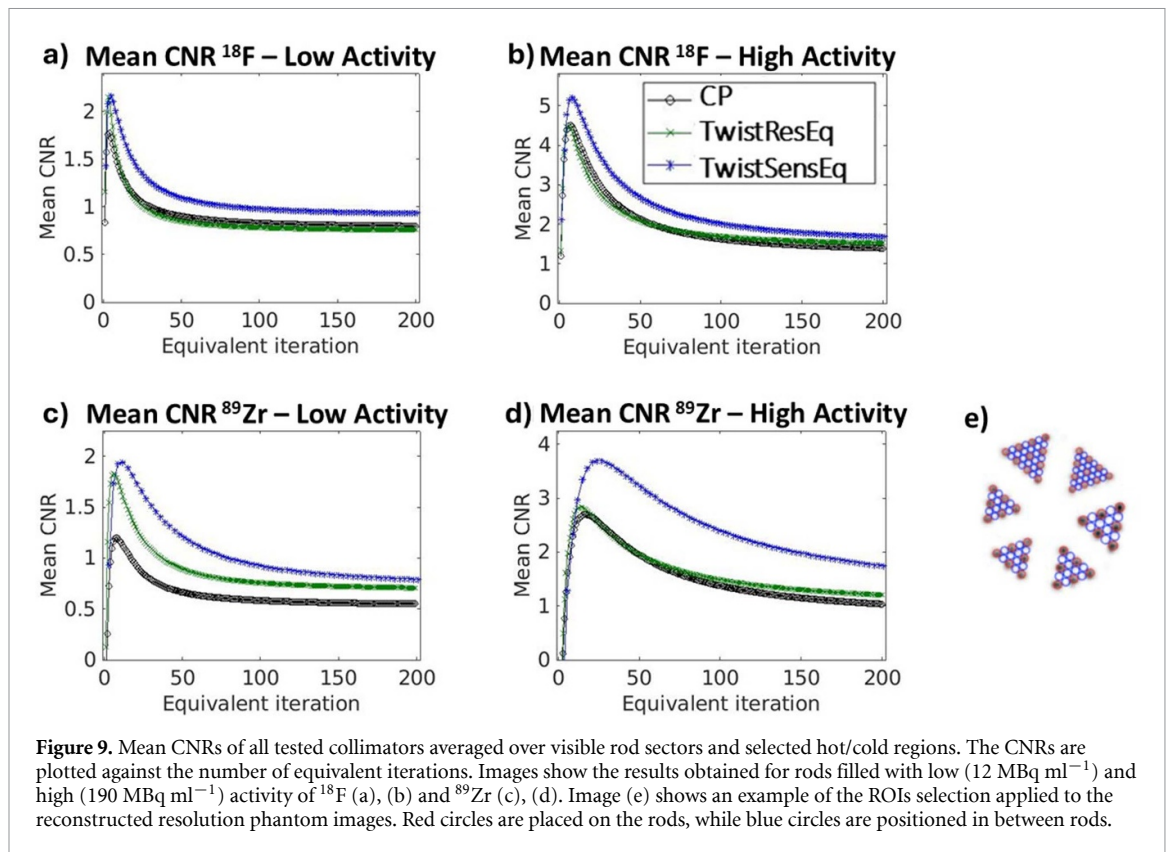 a) Mean CNR ¹⁸F – Low Activity
Mean CNR
2
1.5
1
0.5
0
0 50 100 150 200
Equivalent iteration
b) Mean CNR ¹⁸F – High Activity
CP
TwistResEq
TwistSensEq
Mean CNR
5
4
3
2
1
0
0 50 100 150 200
Equivalent iteration
c) Mean CNR ⁸⁹Zr – Low Activity
Mean CNR
2
1.5
1
0.5
0
0 50 100 150 200
Equivalent iteration
d) Mean CNR ⁸⁹Zr – High Activity
Mean CNR
4
3
2
1
0
0 50 100 150 200
Equivalent iteration
e)
Figure 9. Mean CNRs of all tested collimators averaged over visible rod sectors and selected hot/cold regions. The CNRs are
plotted against the number of equivalent iterations. Images show the results obtained for rods filled with low (12 MBq ml⁻¹) and
high (190 MBq ml⁻¹) activity of ¹⁸F (a), (b) and ⁸⁹Zr (c), (d). Image (e) shows an example of the ROIs selection applied to the
reconstructed resolution phantom images. Red circles are placed on the rods, while blue circles are positioned in between rods.